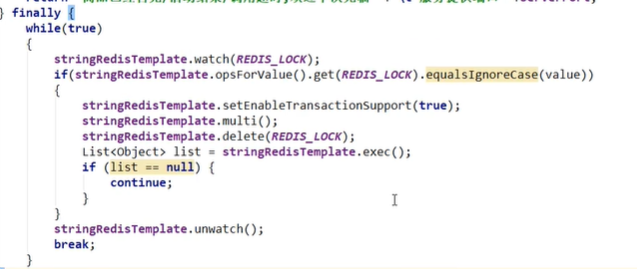 } finally {
while(true)
{
stringRedisTemplate.watch(REDIS_LOCK);
if(stringRedisTemplate.opsForValue().get(REDIS_LOCK).equalsIgnoreCase(value))
{
stringRedisTemplate.setEnableTransactionSupport(true);
stringRedisTemplate.multi();
stringRedisTemplate.delete(REDIS_LOCK);
List<Object> list = stringRedisTemplate.exec();
if (list == null) {
continue;
}
}
stringRedisTemplate.unwatch();
break;
}